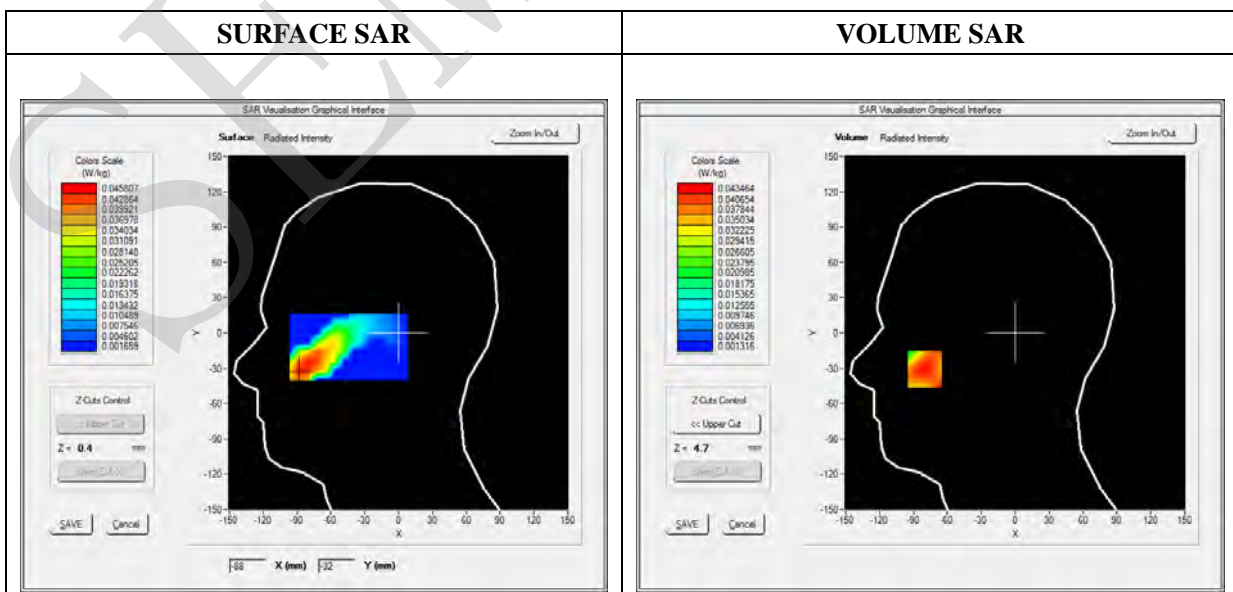 SURFACE SAR
VOLUME SAR
SAR Visualisation Graphical Interface
Surface Radiated Intensity
Zoom In/Out
Colors Scale
(W/kg)
0.045807
0.042864
0.039921
0.036978
0.034034
0.031091
0.028148
0.025205
0.022262
0.019318
0.016375
0.013432
0.010489
0.007546
0.004602
0.001659
150
120
90
60
30
0
-30
-60
-90
-120
-150
Y
-150 -120 -90 -60 -30 0 30 60 90 120 150
X
Z-Cuts Control
<< Upper Cut
Z = 0.4 mm
SAVE
Cancel
-88 X (mm) -32 Y (mm)
SAR Visualisation Graphical Interface
Volume Radiated Intensity
Zoom In/Out
Colors Scale
(W/kg)
0.043464
0.040654
0.037844
0.035034
0.032225
0.029415
0.026605
0.023795
0.020985
0.018175
0.015365
0.012555
0.009746
0.006936
0.004126
0.001316
150
120
90
60
30
0
-30
-60
-90
-120
-150
Y
-150 -120 -90 -60 -30 0 30 60 90 120 150
X
Z-Cuts Control
<< Upper Cut
Z = 4.7 mm
SAVE
Cancel